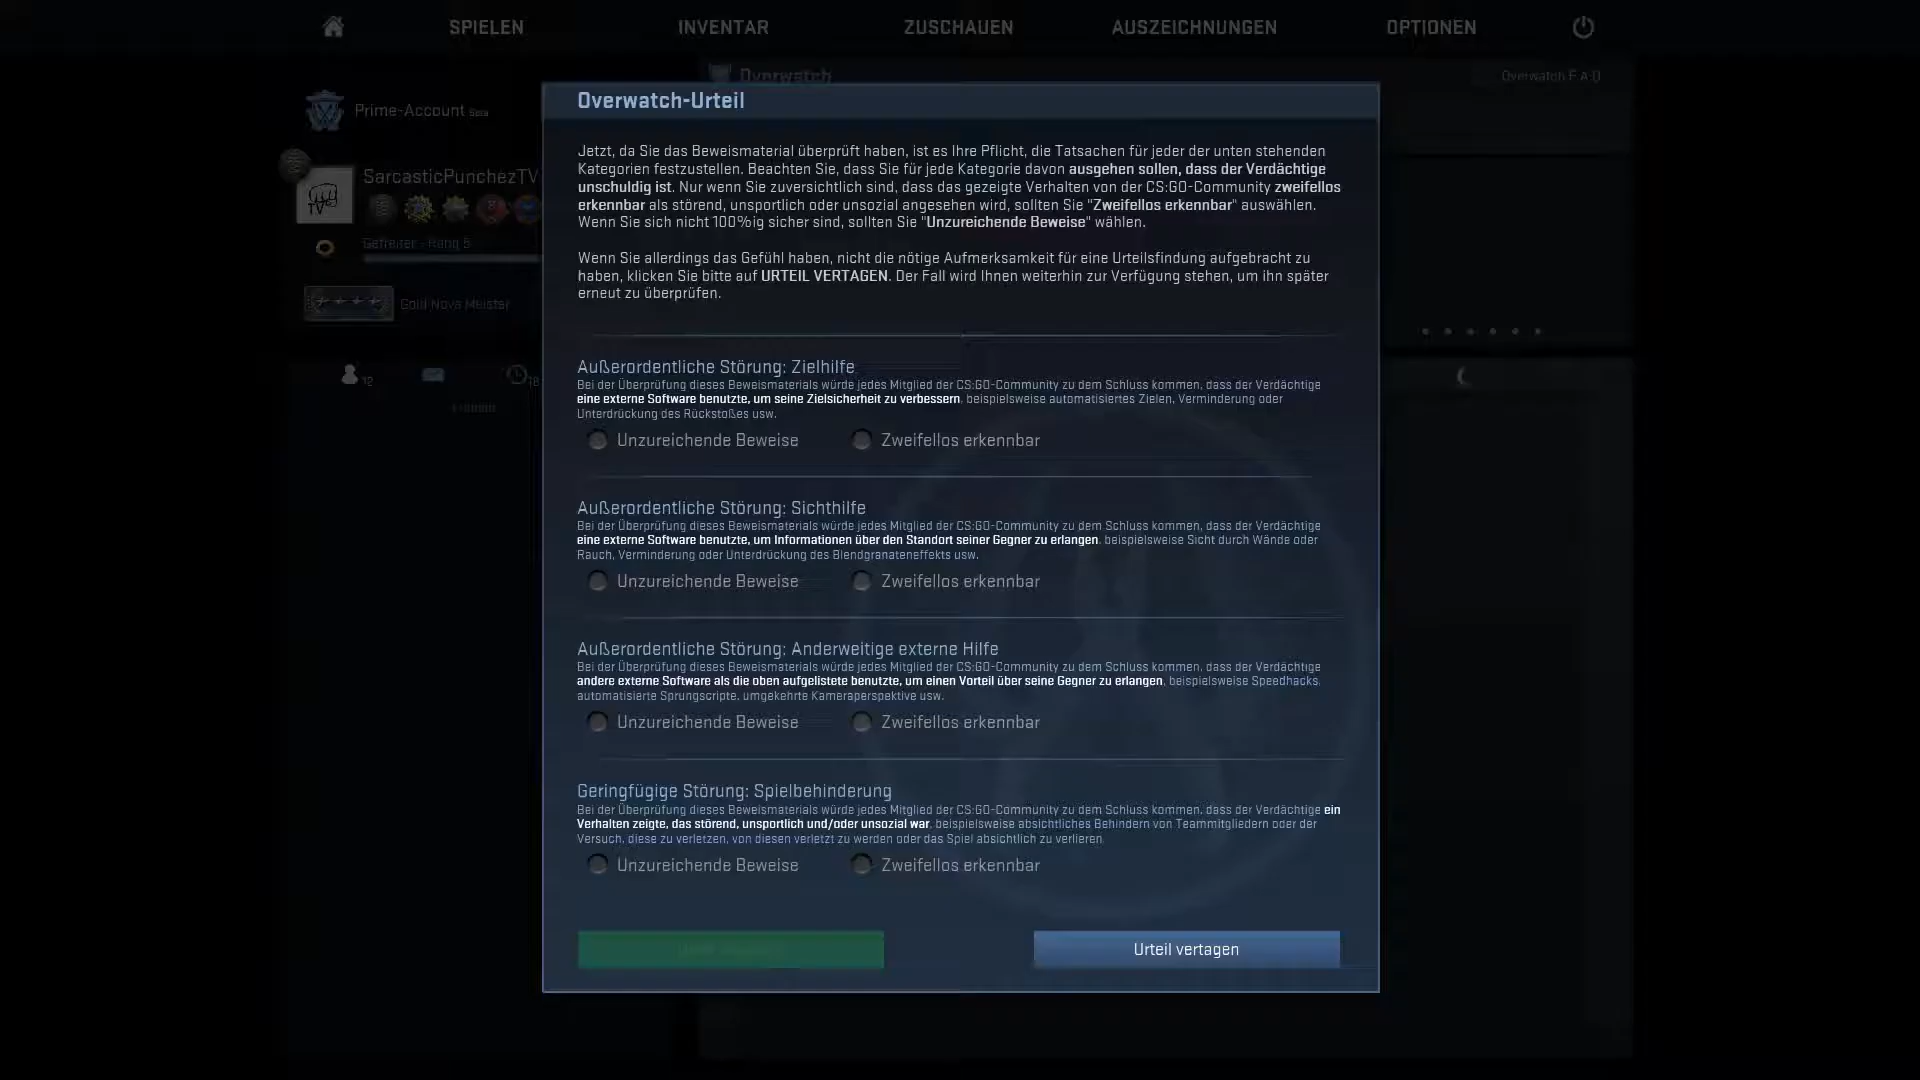 SPIELEN
INVENTAR
ZUSCHAUEN
AUSZEICHNUNGEN
OPTIONEN
Overwatch
Overwatch F.A.Q
Prime-Account Beta
SarcasticPunchezTV
Gefreiter - Rang 5
Gold Nova Meister
12
18
Overwatch-Urteil
Jetzt, da Sie das Beweismaterial überprüft haben, ist es Ihre Pflicht, die Tatsachen für jeder der unten stehenden
Kategorien festzustellen. Beachten Sie, dass Sie für jede Kategorie davon ausgehen sollen, dass der Verdächtige
unschuldig ist. Nur wenn Sie zuversichtlich sind, dass das gezeigte Verhalten von der CS:GO-Community zweifellos
erkennbar als störend, unsportlich oder unsozial angesehen wird, sollten Sie "Zweifellos erkennbar" auswählen.
Wenn Sie sich nicht 100%ig sicher sind, sollten Sie "Unzureichende Beweise" wählen.
Wenn Sie allerdings das Gefühl haben, nicht die nötige Aufmerksamkeit für eine Urteilsfindung aufgebracht zu
haben, klicken Sie bitte auf URTEIL VERTAGEN. Der Fall wird Ihnen weiterhin zur Verfügung stehen, um ihn später
erneut zu überprüfen.
Außerordentliche Störung: Zielhilfe
Bei der Überprüfung dieses Beweismaterials würde jedes Mitglied der CS:GO-Community zu dem Schluss kommen, dass der Verdächtige
eine externe Software benutzte, um seine Zielsicherheit zu verbessern, beispielsweise automatisiertes Zielen, Verminderung oder
Unterdrückung des Rückstoßes usw.
Unzureichende Beweise
Zweifellos erkennbar
Außerordentliche Störung: Sichthilfe
Bei der Überprüfung dieses Beweismaterials würde jedes Mitglied der CS:GO-Community zu dem Schluss kommen, dass der Verdächtige
eine externe Software benutzte, um Informationen über den Standort seiner Gegner zu erlangen, beispielsweise Sicht durch Wände oder
Rauch, Verminderung oder Unterdrückung des Blendgranateneffekts usw.
Unzureichende Beweise
Zweifellos erkennbar
Außerordentliche Störung: Anderweitige externe Hilfe
Bei der Überprüfung dieses Beweismaterials würde jedes Mitglied der CS:GO-Community zu dem Schluss kommen, dass der Verdächtige
andere externe Software als die oben aufgelistete benutzte, um einen Vorteil über seine Gegner zu erlangen, beispielsweise Speedhacks,
automatisierte Sprungscripte, umgekehrte Kameraperspektive usw.
Unzureichende Beweise
Zweifellos erkennbar
Geringfügige Störung: Spielbehinderung
Bei der Überprüfung dieses Beweismaterials würde jedes Mitglied der CS:GO-Community zu dem Schluss kommen, dass der Verdächtige ein
Verhalten zeigte, das störend, unsportlich und/oder unsozial war, beispielsweise absichtliches Behindern von Teammitgliedern oder der
Versuch, diese zu verletzen, von diesen verletzt zu werden oder das Spiel absichtlich zu verlieren.
Unzureichende Beweise
Zweifellos erkennbar
Urteil vertagen